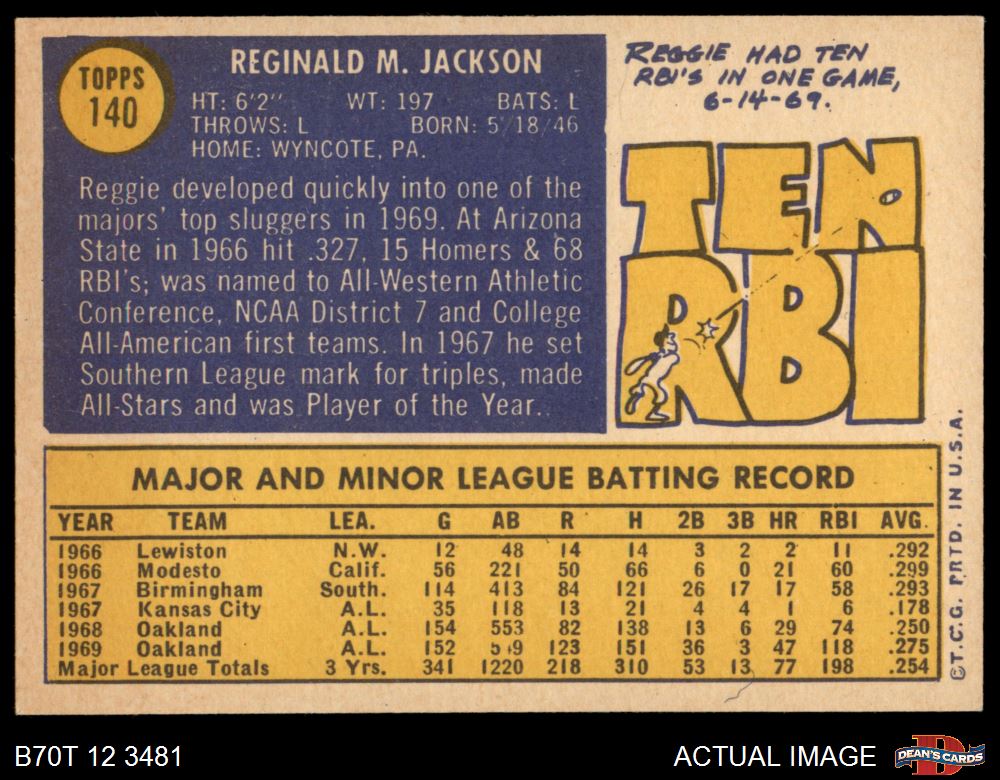 TOPPS
140
REGINALD M. JACKSON
HT: 6'2" WT: 197 BATS: L
THROWS: L BORN: 5/18/46
HOME: WYNCOTE, PA.
Reggie developed quickly into one of the
majors' top sluggers in 1969. At Arizona
State in 1966 hit .327, 15 Homers & 68
RBI's; was named to All-Western Athletic
Conference, NCAA District 7 and College
All-American first teams. In 1967 he set
Southern League mark for triples, made
All-Stars and was Player of the Year.
REGGIE HAD TEN
RBI'S IN ONE GAME,
6-14-69.
TEN
RBI
MAJOR AND MINOR LEAGUE BATTING RECORD
YEAR TEAM LEA. G AB R H 2B 3B HR RBI AVG.
1966 Lewiston N.W. 12 48 14 14 3 2 2 11 .292
1966 Modesto Calif. 56 221 50 66 6 0 21 60 .299
1967 Birmingham South. 114 413 84 121 26 17 17 58 .293
1967 Kansas City A.L. 35 118 13 21 4 4 1 6 .178
1968 Oakland A.L. 154 553 82 138 13 6 29 74 .250
1969 Oakland A.L. 152 123 151 36 3 47 118 .275
Major League Totals 3 Yrs. 341 1220 218 310 53 13 77 198 .254
©T.C.G. PRTD. IN U.S.A.
B70T 12 3481
ACTUAL IMAGE
D
DEAN'S CARDS